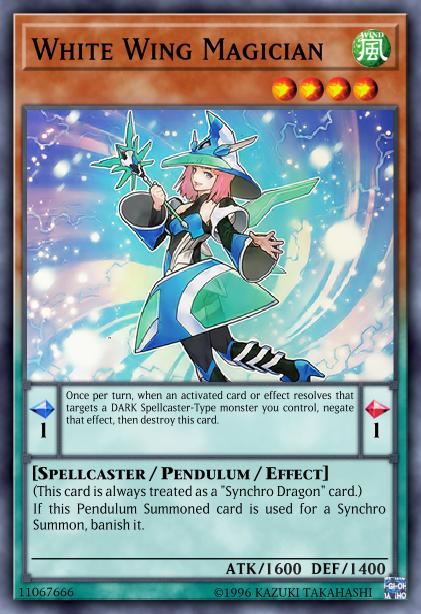 WHITE WING MAGICIAN
WIND
風
Once per turn, when an activated card or effect resolves that
targets a DARK Spellcaster-Type monster you control, negate
that effect, then destroy this card.
1
1
[SPELLCASTER / PENDULUM / EFFECT]
(This card is always treated as a "Synchro Dragon" card.)
If this Pendulum Summoned card is used for a Synchro
Summon, banish it.
ATK/1600 DEF/1400
11067666
©1996 KAZUKI TAKAHASHI